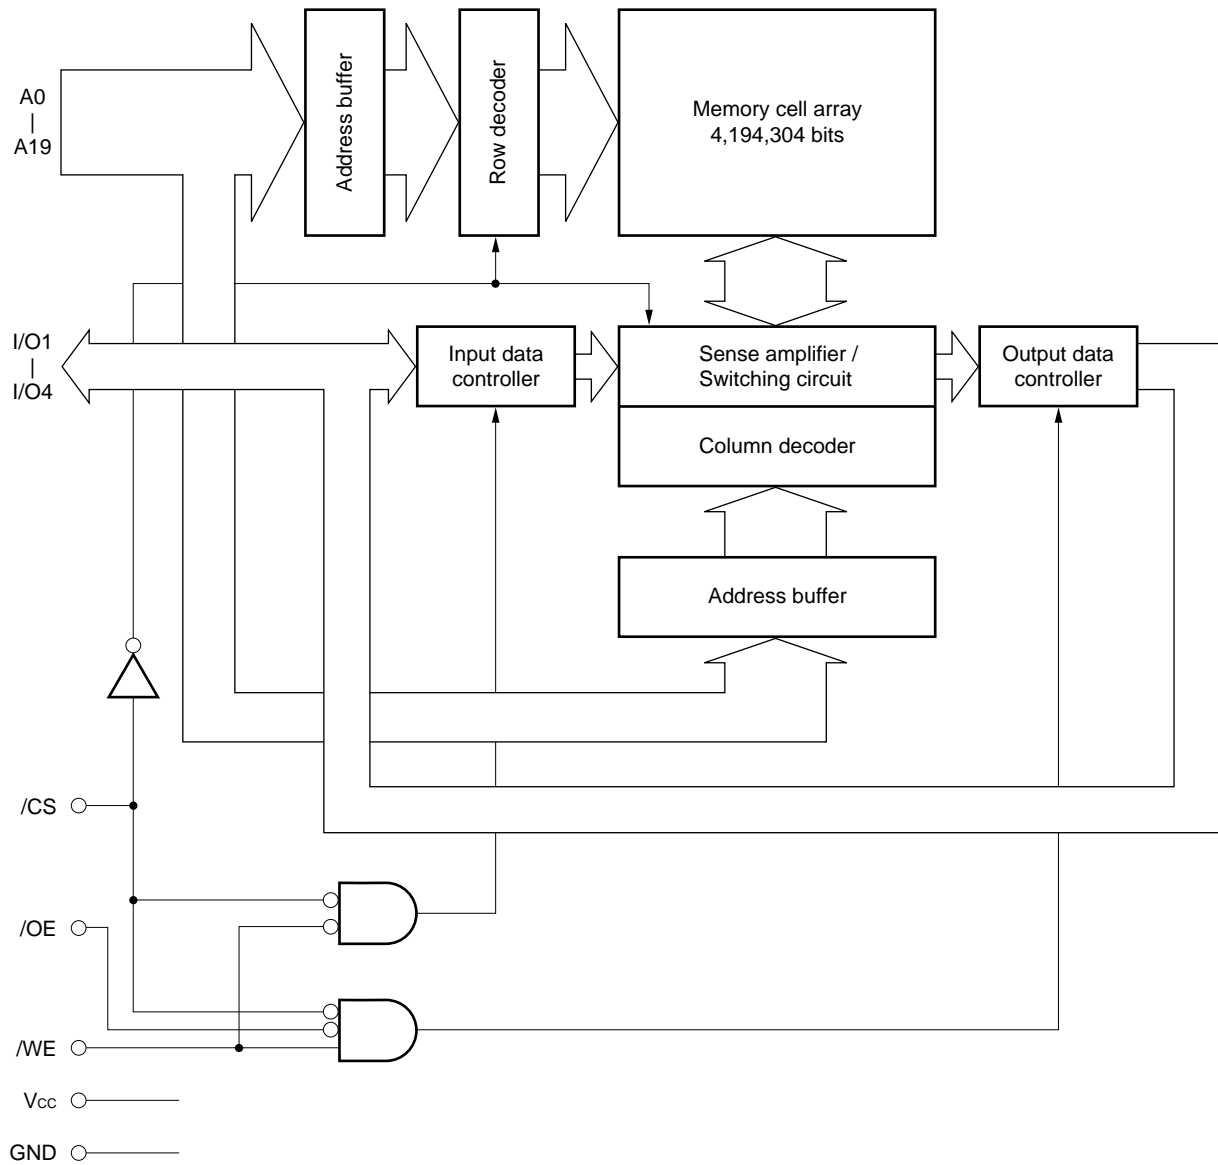 A0
|
A19
Address buffer
Row decoder
Memory cell array
4,194,304 bits
I/O1
|
I/O4
Input data
controller
Sense amplifier /
Switching circuit
Output data
controller
Column decoder
Address buffer
/CS
/OE
/WE
VCC
GND